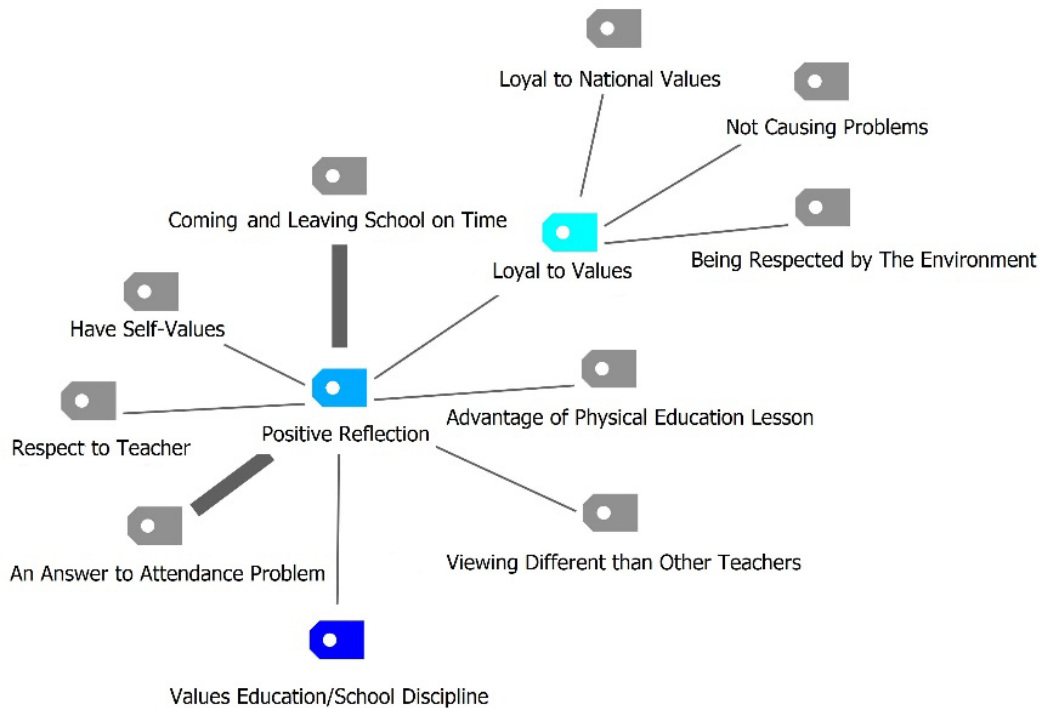 Loyal to National Values
Not Causing Problems
Coming and Leaving School on Time
Being Respected by The Environment
Loyal to Values
Have Self-Values
Advantage of Physical Education Lesson
Positive Reflection
Respect to Teacher
Viewing Different than Other Teachers
An Answer to Attendance Problem
Values Education/School Discipline